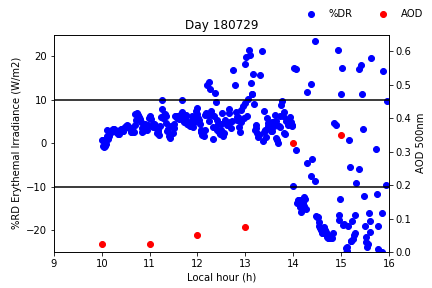 %DR AOD
Day 180729
%RD Erythemal Irradiance (W/m2)
20
10
0
−10
−20
0.6
0.5
0.4
0.3
0.2
0.1
0.0
AOD 500nm
9 10 11 12 13 14 15 16
Local hour (h)